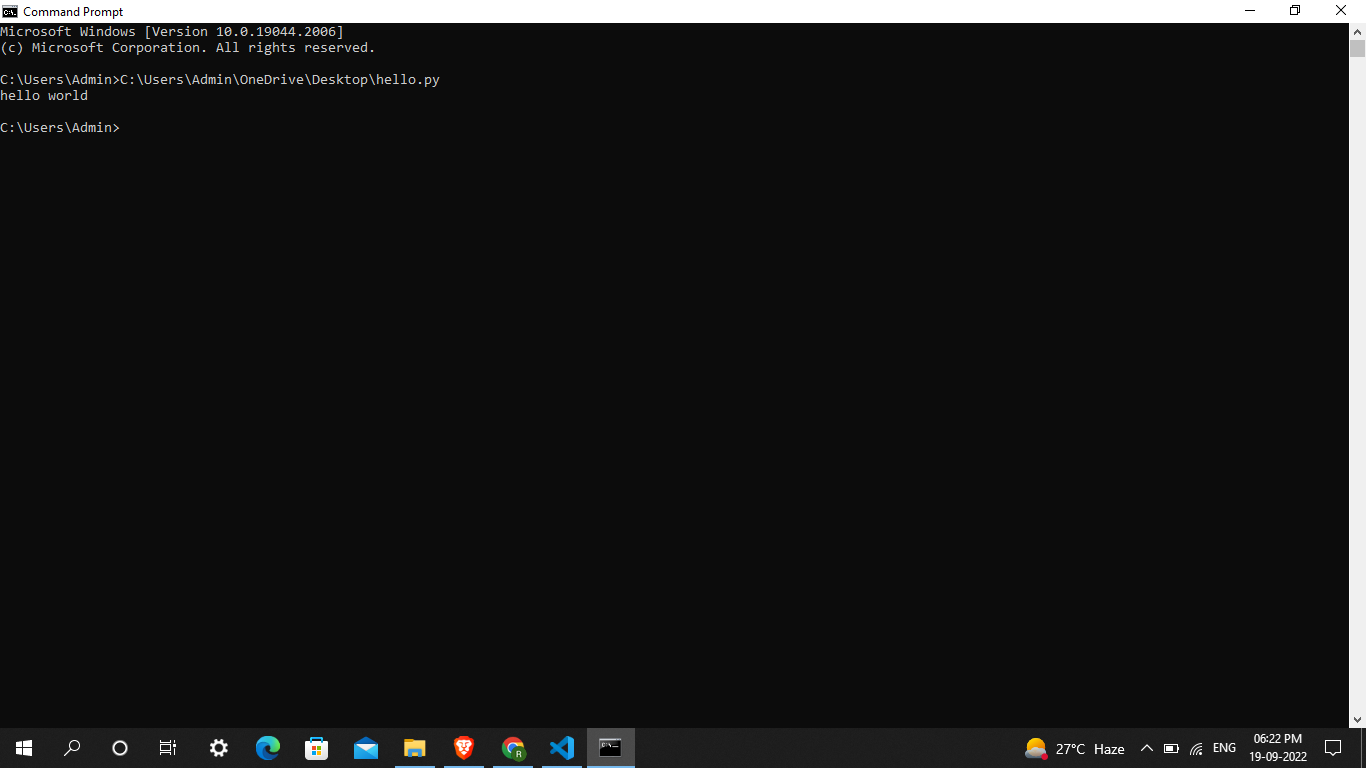 Command Prompt
Microsoft Windows [Version 10.0.19044.2006]
(c) Microsoft Corporation. All rights reserved.
C:\Users\Admin>C:\Users\Admin\OneDrive\Desktop\hello.py
hello world
C:\Users\Admin>
27°C Haze
ENG
06:22 PM
19-09-2022